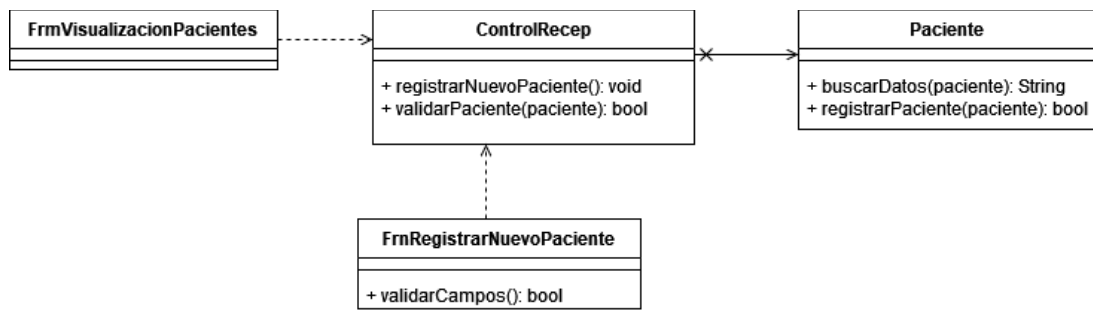 FrmVisualizacionPacientes
ControlRecep
+ registrarNuevoPaciente(): void
+ validarPaciente(paciente): bool
Paciente
+ buscarDatos(paciente): String
+ registrarPaciente(paciente): bool
FrnRegistrarNuevoPaciente
+ validarCampos(): bool